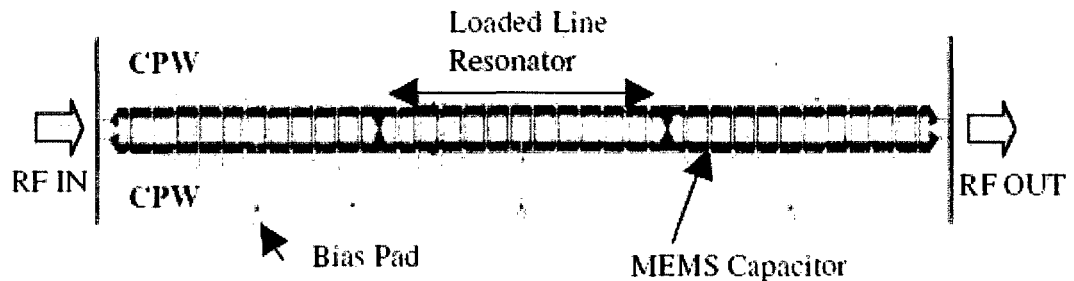 Loaded Line
Resonator
CPW
RF IN
RF OUT
CPW
Bias Pad
MEMS Capacitor